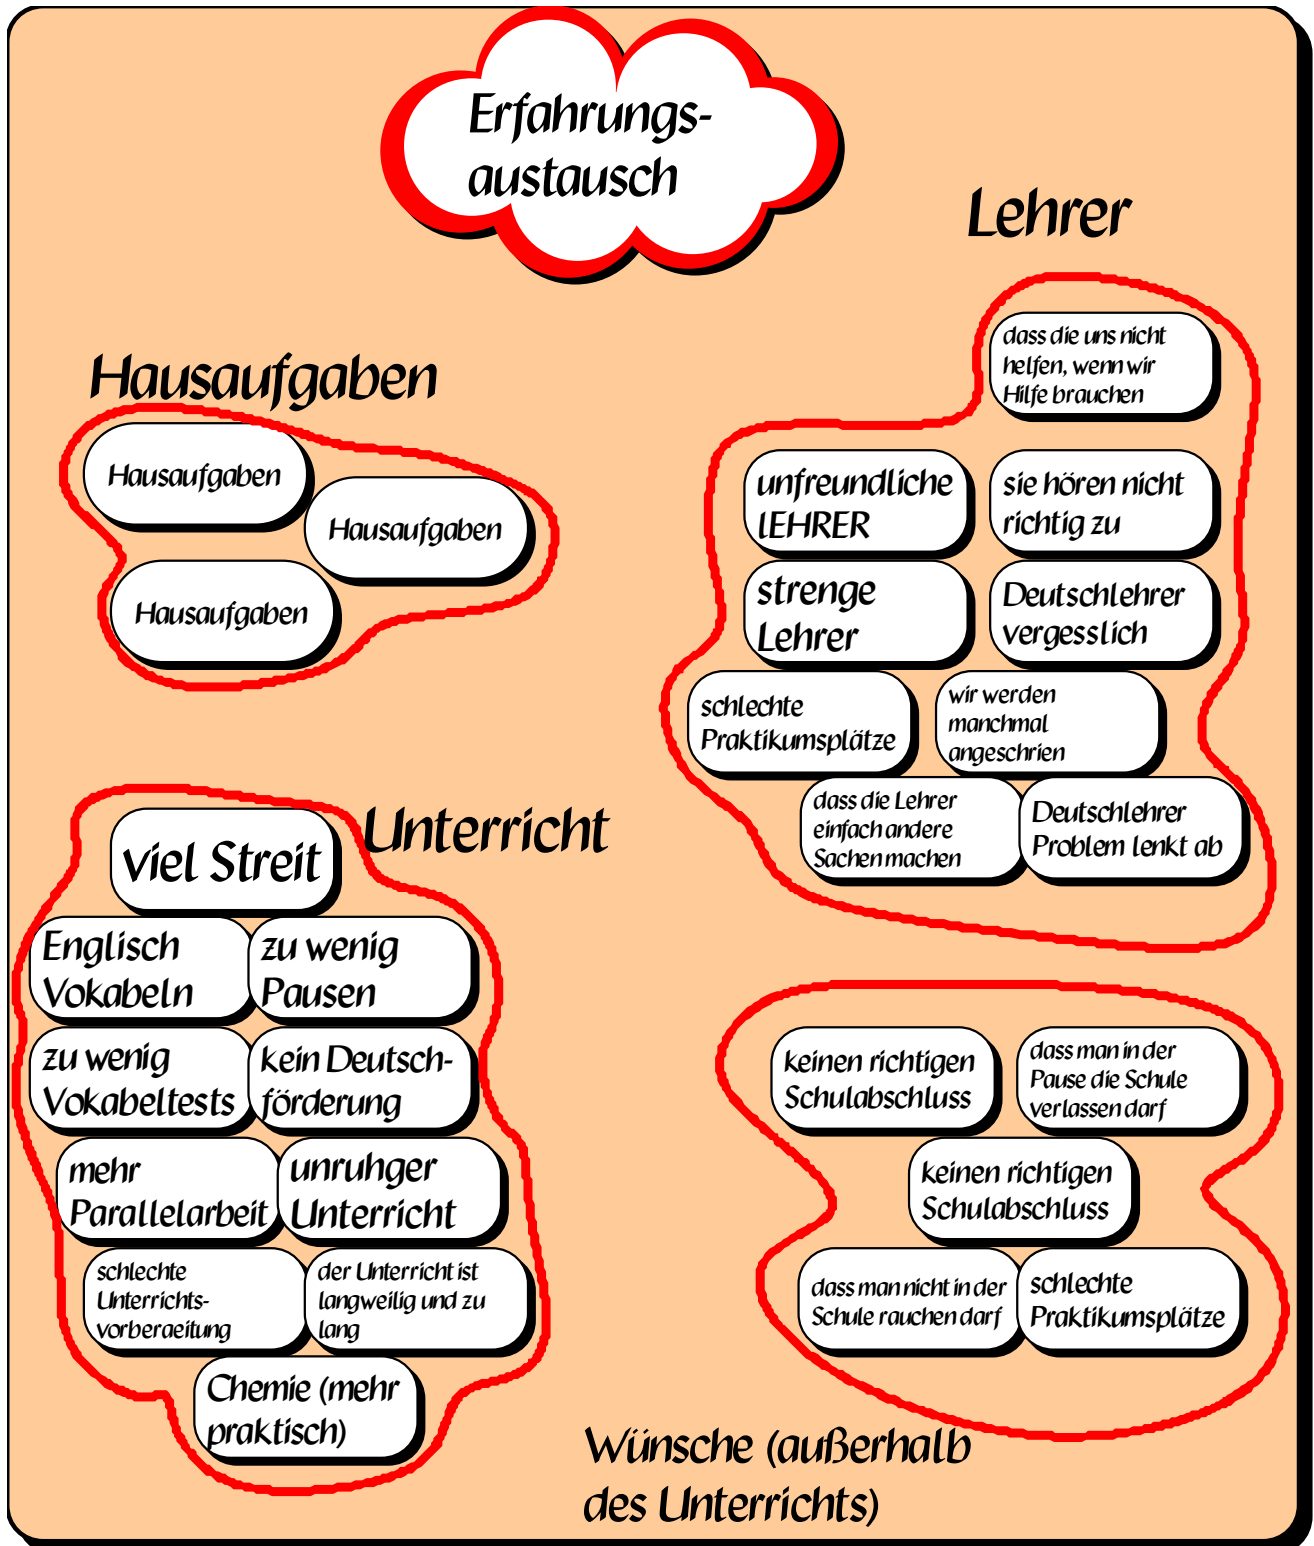 Erfahrungs-
austausch
Lehrer
dass die uns nicht
helfen, wenn wir
Hilfe brauchen
unfreundliche
lEHRER
sie hören nicht
richtig zu
strenge
Lehrer
Deutschlehrer
vergesslich
schlechte
Praktikumsplätze
wir werden
manchmal
angeschrien
dass die Lehrer
einfach andere
Sachen machen
Deutschlehrer
Problem lenkt ab
Hausaufgaben
Hausaufgaben
Hausaufgaben
Hausaufgaben
Unterricht
viel Streit
Englisch
Vokabeln
zu wenig
Pausen
zu wenig
Vokabeltests
kein Deutsch-
förderung
mehr
Parallelarbeit
unruhger
Unterricht
schlechte
Unterrichts-
vorberaeitung
der Unterricht ist
langweilig und zu
lang
Chemie (mehr
praktisch)
keinen richtigen
Schulabschluss
dass man in der
Pause die Schule
verlassen darf
keinen richtigen
Schulabschluss
dass man nicht in der
Schule rauchen darf
schlechte
Praktikumsplätze
Wünsche (außerhalb
des Unterrichts)